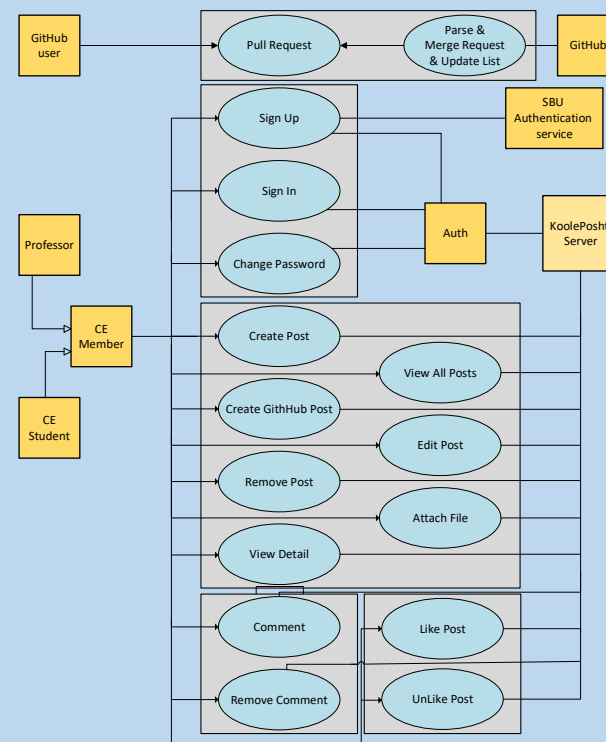 GitHub
user
Pull Request
Parse &
Merge Request
& Update List
GitHub
Sign Up
SBU
Authentication
service
Sign In
Auth
KoolePosht
Server
Professor
Change Password
CE
Member
Create Post
View All Posts
Create GithHub Post
CE
Student
Edit Post
Remove Post
Attach File
View Detail
Comment
Like Post
Remove Comment
UnLike Post